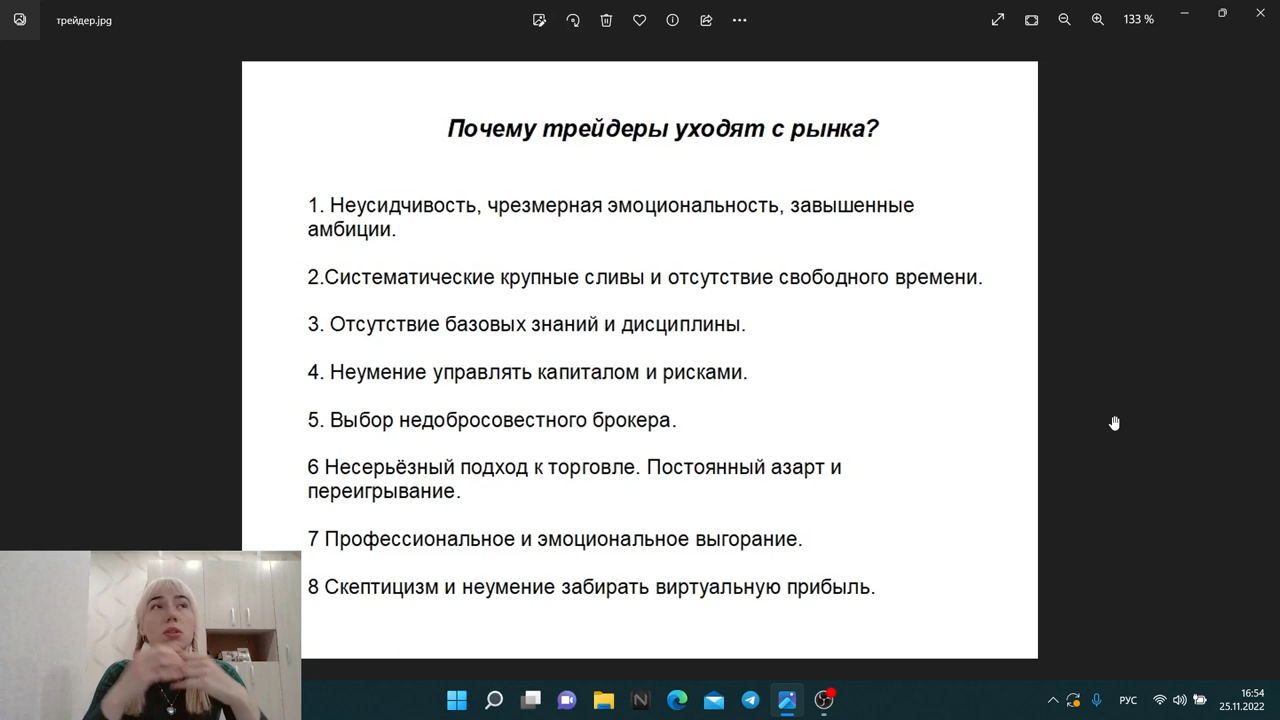 трейдер.jpg
133 %
Почему трейдеры уходят с рынка?
1. Неусидчивость, чрезмерная эмоциональность, завышенные
амбиции.
2.Систематические крупные сливы и отсутствие свободного времени.
3. Отсутствие базовых знаний и дисциплины.
4. Неумение управлять капиталом и рисками.
5. Выбор недобросовестного брокера.
6 Несерьёзный подход к торговле. Постоянный азарт и
переигрывание.
7 Профессиональное и эмоциональное выгорание.
8 Скептицизм и неумение забирать виртуальную прибыль.
N
РУС
16:54
25.11.2022